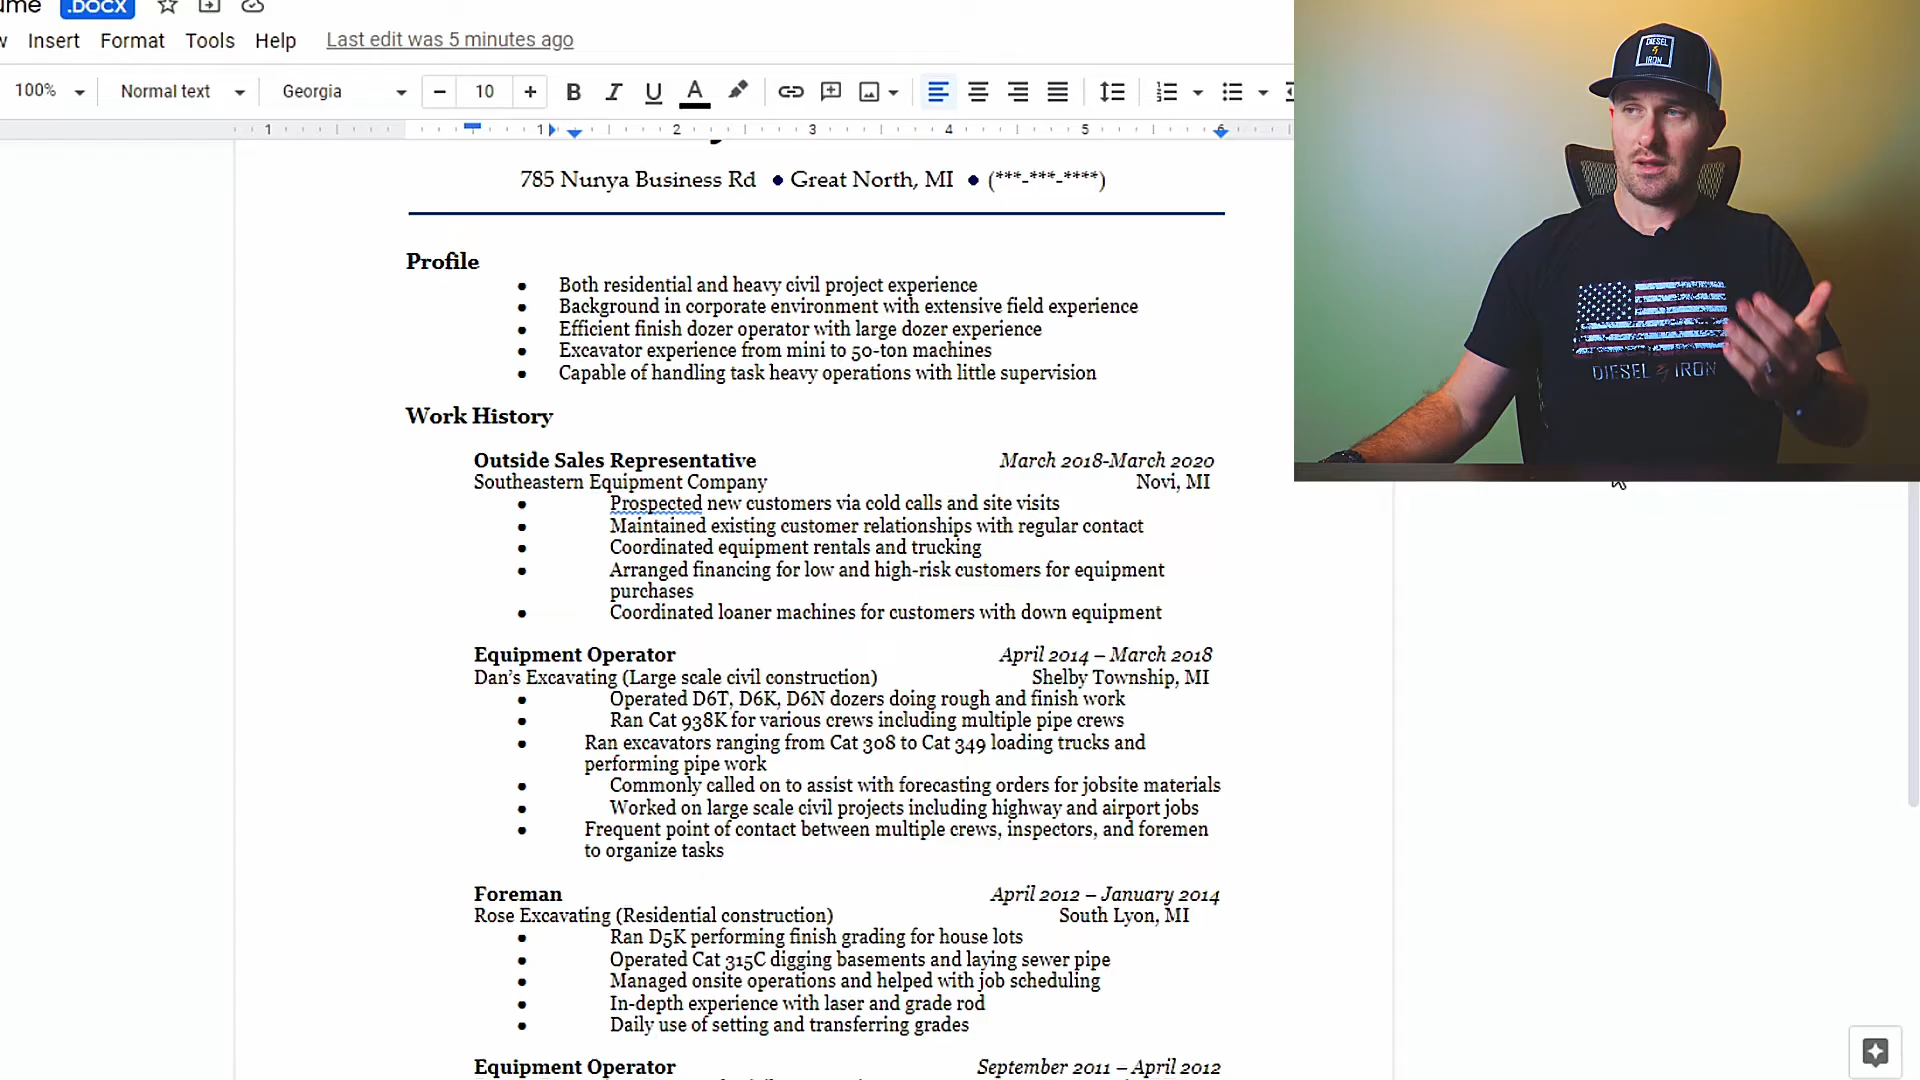 ume .DOCX
Insert Format Tools Help Last edit was 5 minutes ago
100% Normal text Georgia 10 B I U A
1 1 2 3 4 5 6
785 Nunya Business Rd ● Great North, MI ● (***-***-****)
Profile
● Both residential and heavy civil project experience
● Background in corporate environment with extensive field experience
● Efficient finish dozer operator with large dozer experience
● Excavator experience from mini to 50-ton machines
● Capable of handling task heavy operations with little supervision
Work History
Outside Sales Representative March 2018-March 2020
Southeastern Equipment Company Novi, MI
● Prospected new customers via cold calls and site visits
● Maintained existing customer relationships with regular contact
● Coordinated equipment rentals and trucking
● Arranged financing for low and high-risk customers for equipment
purchases
● Coordinated loaner machines for customers with down equipment
Equipment Operator April 2014 – March 2018
Dan's Excavating (Large scale civil construction) Shelby Township, MI
● Operated D6T, D6K, D6N dozers doing rough and finish work
● Ran Cat 938K for various crews including multiple pipe crews
● Ran excavators ranging from Cat 308 to Cat 349 loading trucks and
performing pipe work
● Commonly called on to assist with forecasting orders for jobsite materials
● Worked on large scale civil projects including highway and airport jobs
● Frequent point of contact between multiple crews, inspectors, and foremen
to organize tasks
Foreman April 2012 – January 2014
Rose Excavating (Residential construction) South Lyon, MI
● Ran D5K performing finish grading for house lots
● Operated Cat 315C digging basements and laying sewer pipe
● Managed onsite operations and helped with job scheduling
● In-depth experience with laser and grade rod
● Daily use of setting and transferring grades
Equipment Operator September 2011 – April 2012
DIESEL
IRON
DIESEL & IRON